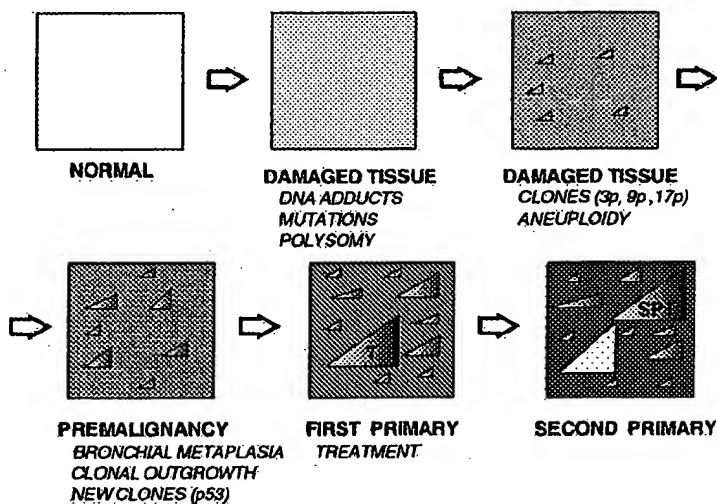 NORMAL
DAMAGED TISSUE
DNA ADDUCTS
MUTATIONS
POLYSOMY
DAMAGED TISSUE
CLONES (3p, 9p, 17p)
ANEUPLOIDY
T
SP
PREMALIGNANCY
BRONCHIAL METAPLASIA
CLONAL OUTGROWTH
NEW CLONES (p53)
FIRST PRIMARY
TREATMENT
SECOND PRIMARY